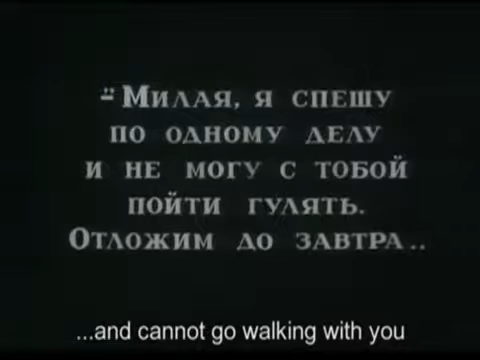 "Милая, я спешу
по одному делу
и не могу с тобой
пойти гулять.
Отложим до завтра..
...and cannot go walking with you